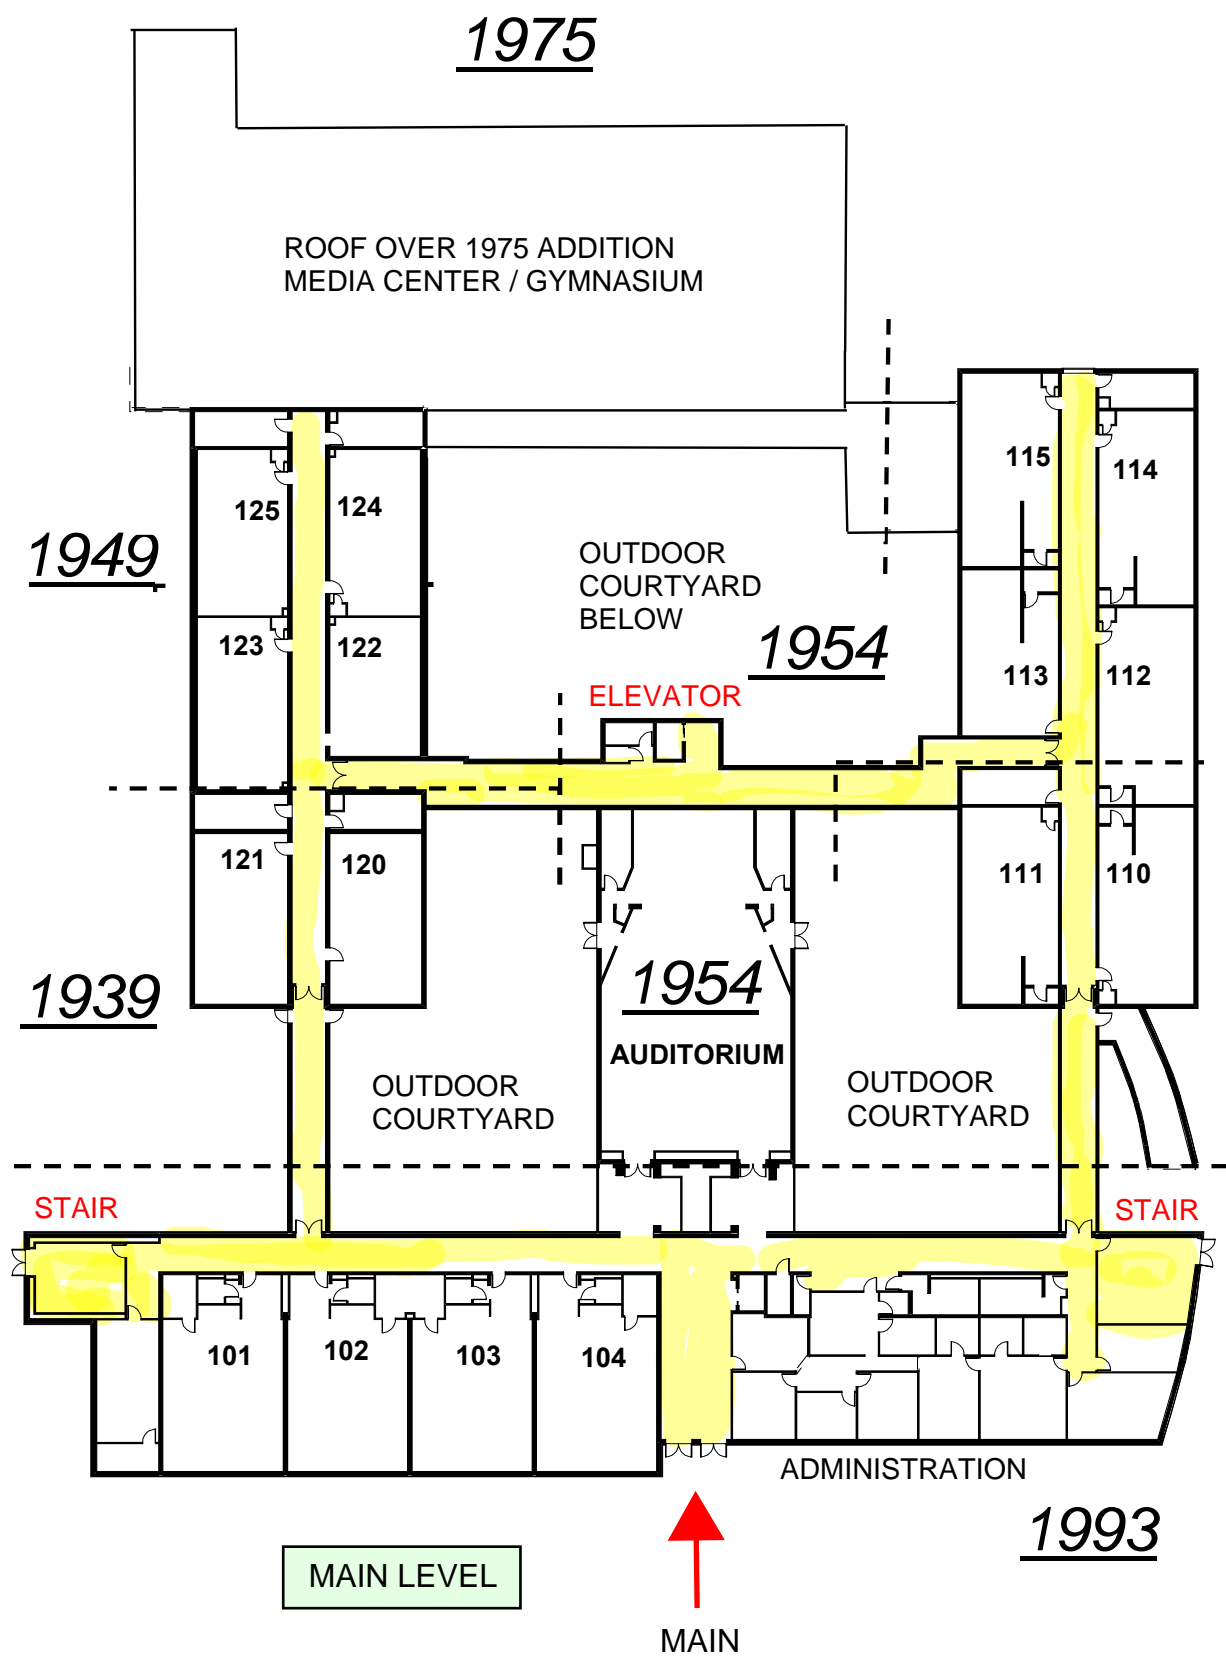 1975
ROOF OVER 1975 ADDITION
MEDIA CENTER / GYMNASIUM
115
114
125
124
1949
OUTDOOR
COURTYARD
BELOW
1954
123
122
113
112
ELEVATOR
121
120
111
110
1939
1954
AUDITORIUM
OUTDOOR
COURTYARD
OUTDOOR
COURTYARD
STAIR
STAIR
101
102
103
104
ADMINISTRATION
1993
MAIN LEVEL
MAIN